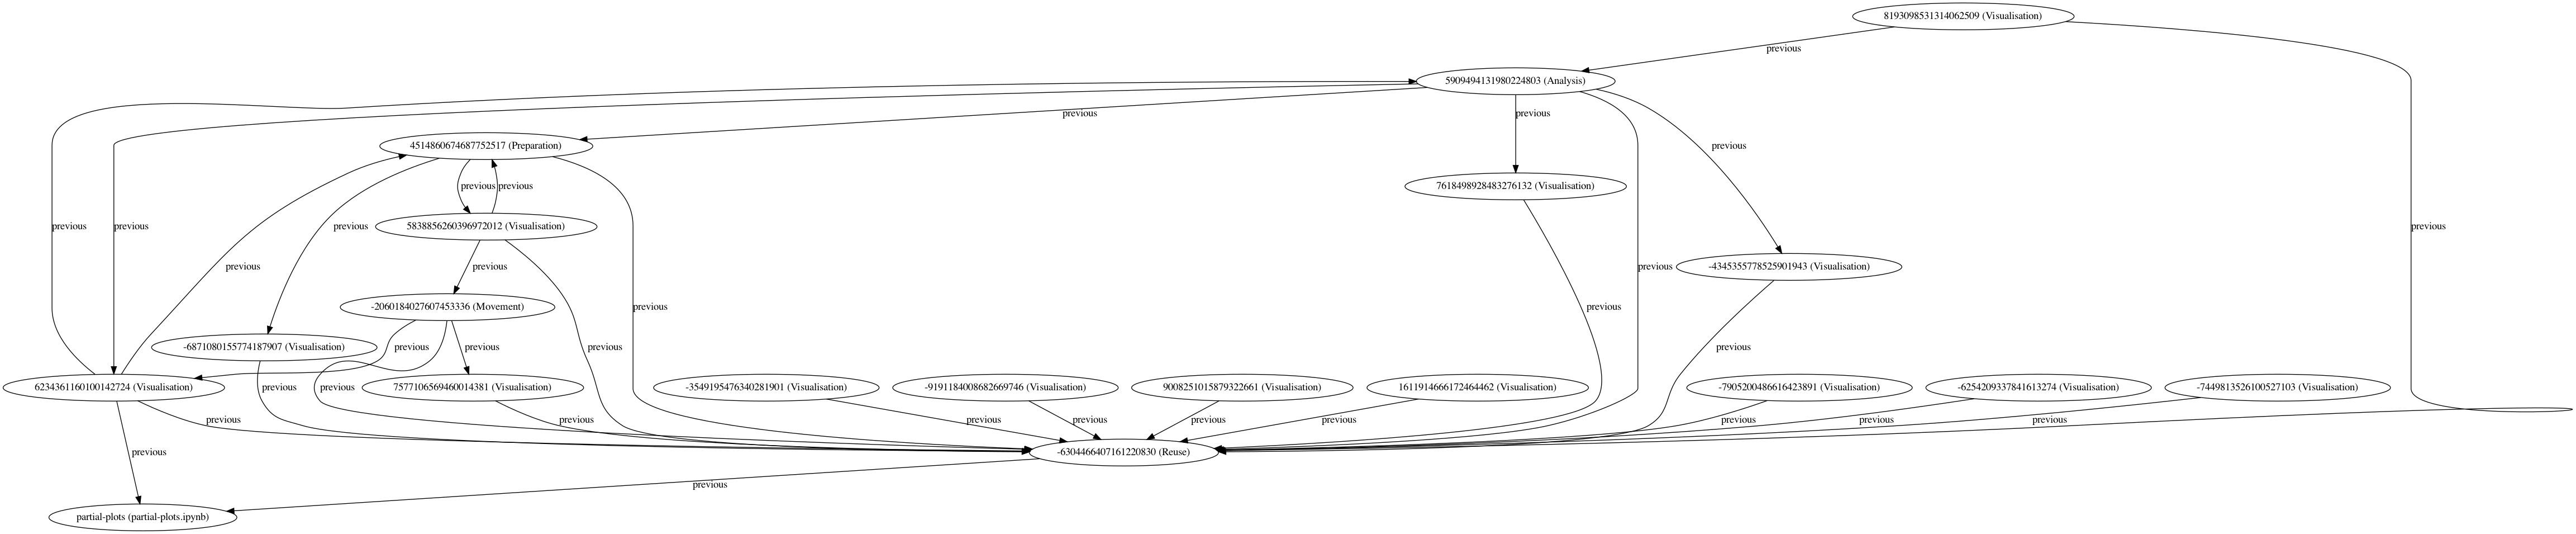 8193098531314062509 (Visualisation)
previous
5909494131980224803 (Analysis)
previous
previous
4514860674687752517 (Preparation)
previous
previous
previous
7618498928483276132 (Visualisation)
previous
previous
previous
5838856260396972012 (Visualisation)
previous
previous
previous
previous
previous
-4345355778525901943 (Visualisation)
-2060184027607453336 (Movement)
previous
previous
-6871080155774187907 (Visualisation)
previous
previous
previous
previous
6234361160100142724 (Visualisation)
previous
previous
7577106569460014381 (Visualisation)
-3549195476340281901 (Visualisation)
-9191184008682669746 (Visualisation)
9008251015879322661 (Visualisation)
1611914666172464462 (Visualisation)
-7905200486616423891 (Visualisation)
-6254209337841613274 (Visualisation)
-7449813526100527103 (Visualisation)
previous
previous
previous
previous
previous
previous
previous
previous
previous
previous
-6304466407161220830 (Reuse)
previous
partial-plots (partial-plots.ipynb)